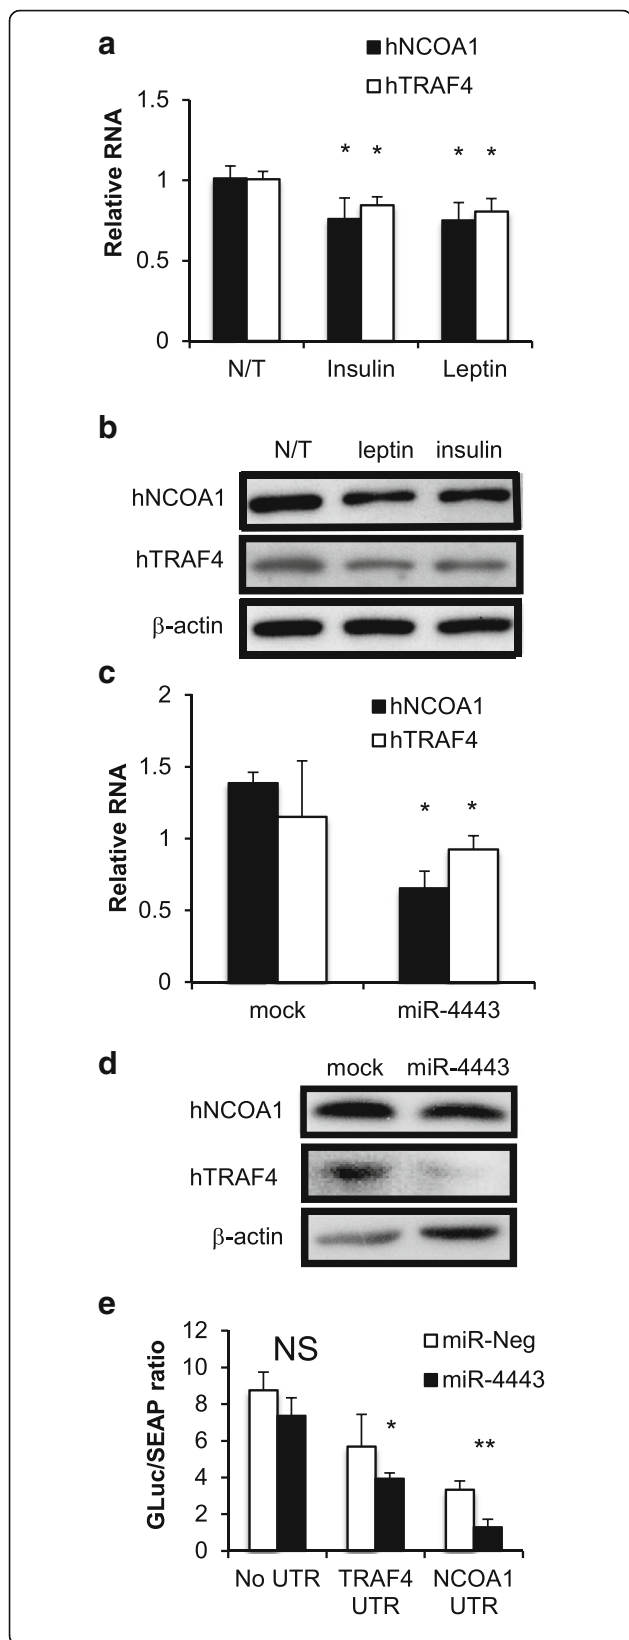 a
hNCOA1
hTRAF4
Relative RNA
1.5
1
0.5
0
* * * *
N/T Insulin Leptin
b
N/T leptin insulin
hNCOA1
hTRAF4
β-actin
c
hNCOA1
hTRAF4
Relative RNA
2
1.5
1
0.5
0
* *
mock miR-4443
d
mock miR-4443
hNCOA1
hTRAF4
β-actin
e
miR-Neg
miR-4443
GLuc/SEAP ratio
12
10
8
6
4
2
0
NS
* **
No UTR TRAF4 NCOA1
UTR UTR